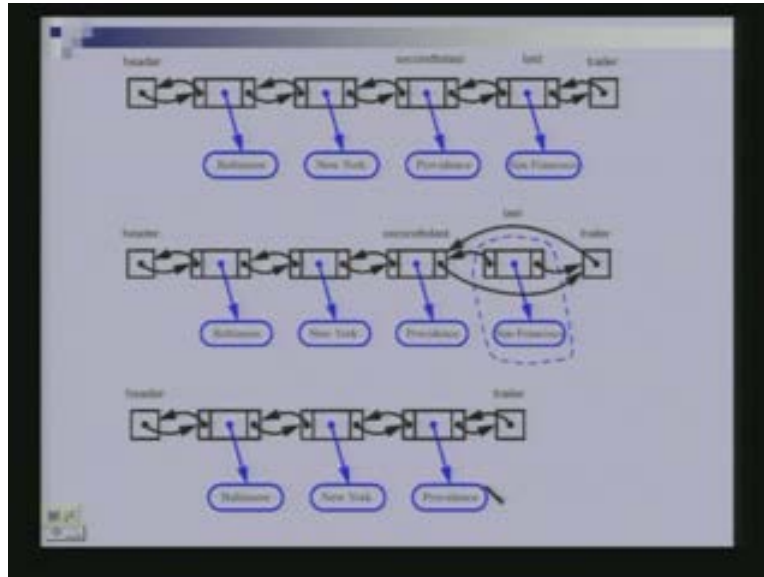 header secondtolast last trailer
Baltimore New York Providence San Francisco
last
header secondtolast trailer
Baltimore New York Providence San Francisco
header trailer
Baltimore New York Providence